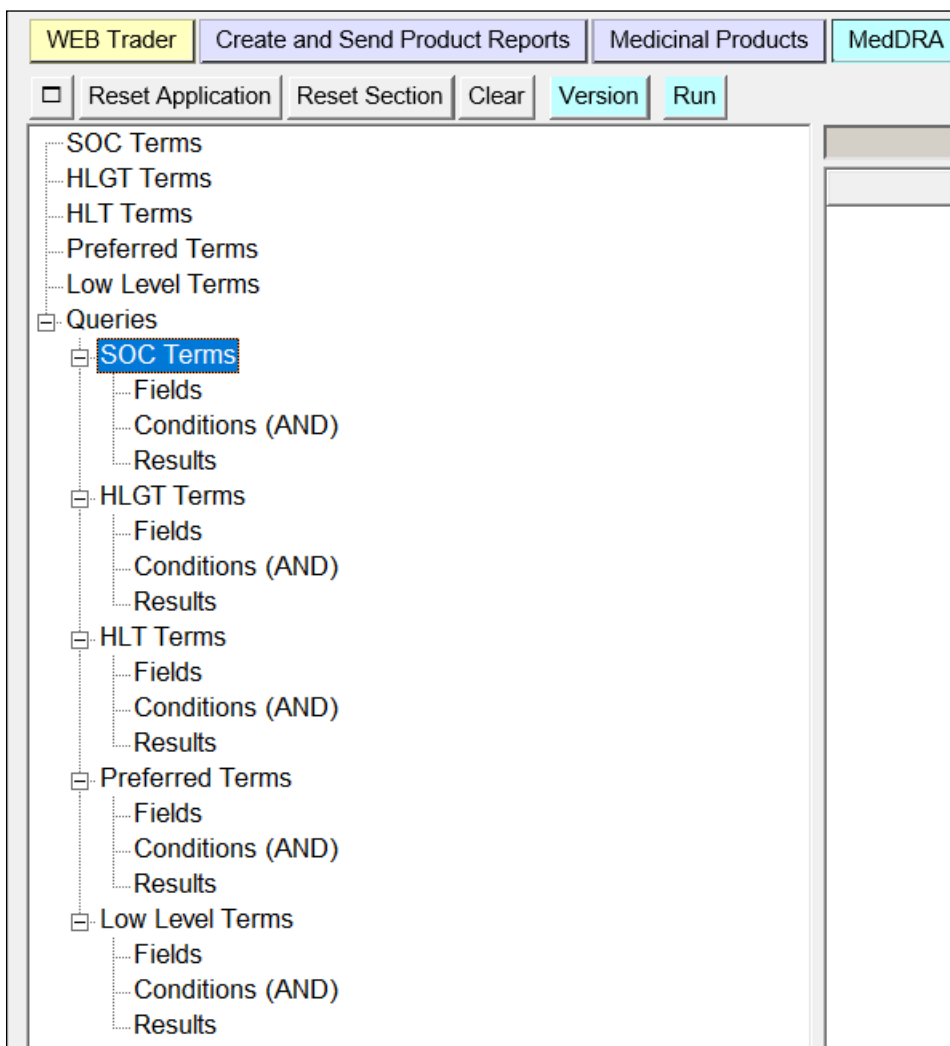 WEB Trader Create and Send Product Reports Medicinal Products MedDRA
Reset Application Reset Section Clear Version Run
SOC Terms
HLGT Terms
HLT Terms
Preferred Terms
Low Level Terms
Queries
SOC Terms
Fields
Conditions (AND)
Results
HLGT Terms
Fields
Conditions (AND)
Results
HLT Terms
Fields
Conditions (AND)
Results
Preferred Terms
Fields
Conditions (AND)
Results
Low Level Terms
Fields
Conditions (AND)
Results